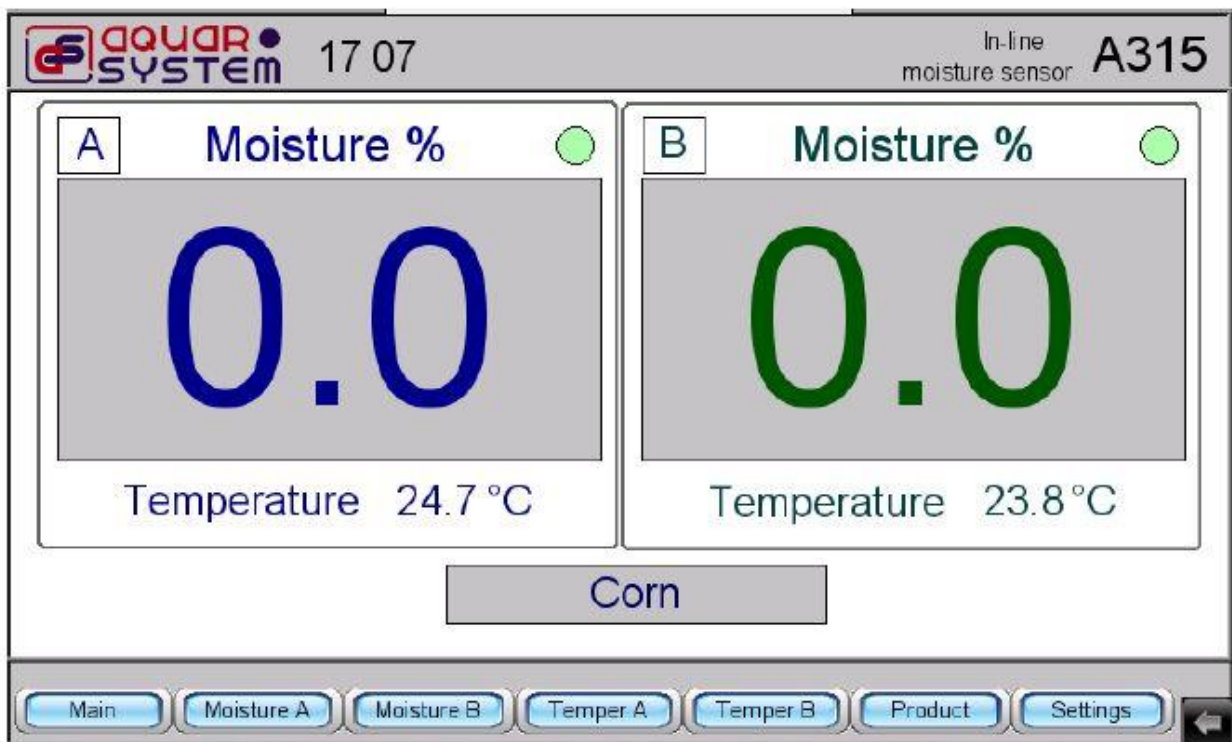 aquar
system
17 07
In-line
moisture sensor
A315
A
Moisture %
0.0
Temperature 24.7 °C
B
Moisture %
0.0
Temperature 23.8 °C
Corn
Main
Moisture A
Moisture B
Temper A
Temper B
Product
Settings